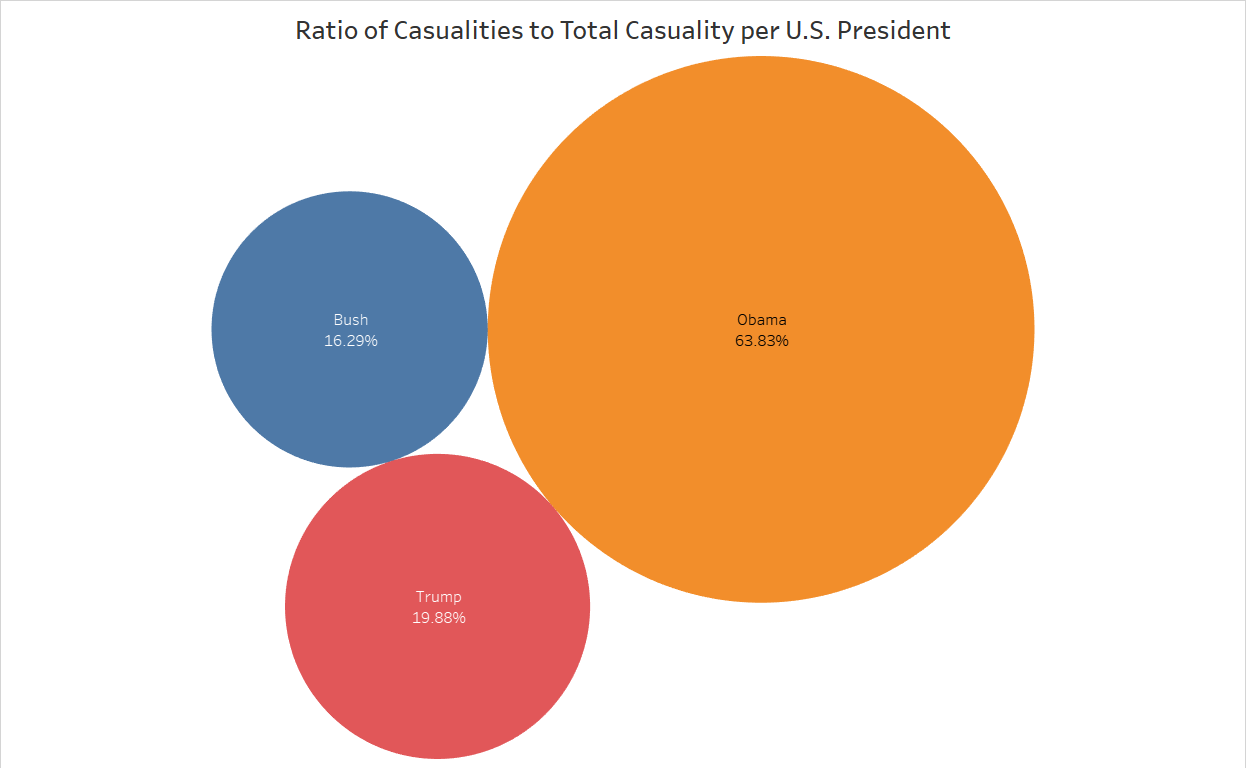 Ratio of Casualities to Total Casuality per U.S. President
Bush
16.29%
Obama
63.83%
Trump
19.88%